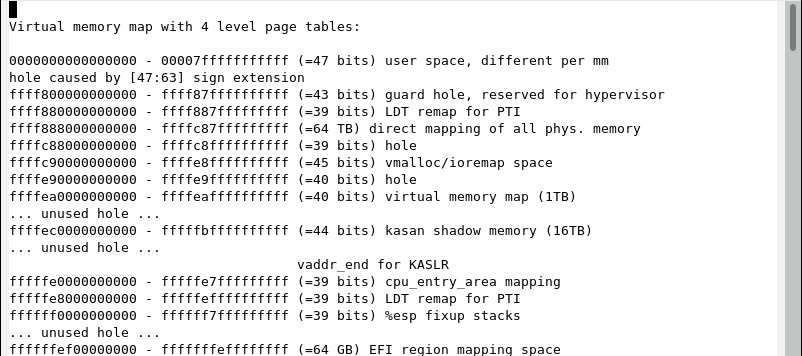 Virtual memory map with 4 level page tables:
0000000000000000 - 00007fffffffffff (=47 bits) user space, different per mm
hole caused by [47:63] sign extension
ffff800000000000 - ffff87ffffffffff (=43 bits) guard hole, reserved for hypervisor
ffff880000000000 - ffff887fffffffff (=39 bits) LDT remap for PTI
ffff888000000000 - ffffc87fffffffff (=64 TB) direct mapping of all phys. memory
ffffc88000000000 - ffffc8ffffffffff (=39 bits) hole
ffffc90000000000 - ffffe8ffffffffff (=45 bits) vmalloc/ioremap space
ffffe90000000000 - ffffe9ffffffffff (=40 bits) hole
ffffea0000000000 - ffffeaffffffffff (=40 bits) virtual memory map (1TB)
... unused hole ...
ffffec0000000000 - fffffbffffffffff (=44 bits) kasan shadow memory (16TB)
... unused hole ...
vaddr_end for KASLR
fffffe0000000000 - fffffe7fffffffff (=39 bits) cpu_entry_area mapping
fffffe8000000000 - fffffeffffffffff (=39 bits) LDT remap for PTI
ffffff0000000000 - ffffff7fffffffff (=39 bits) %esp fixup stacks
... unused hole ...
ffffffef00000000 - fffffffeffffffff (=64 GB) EFI region mapping space